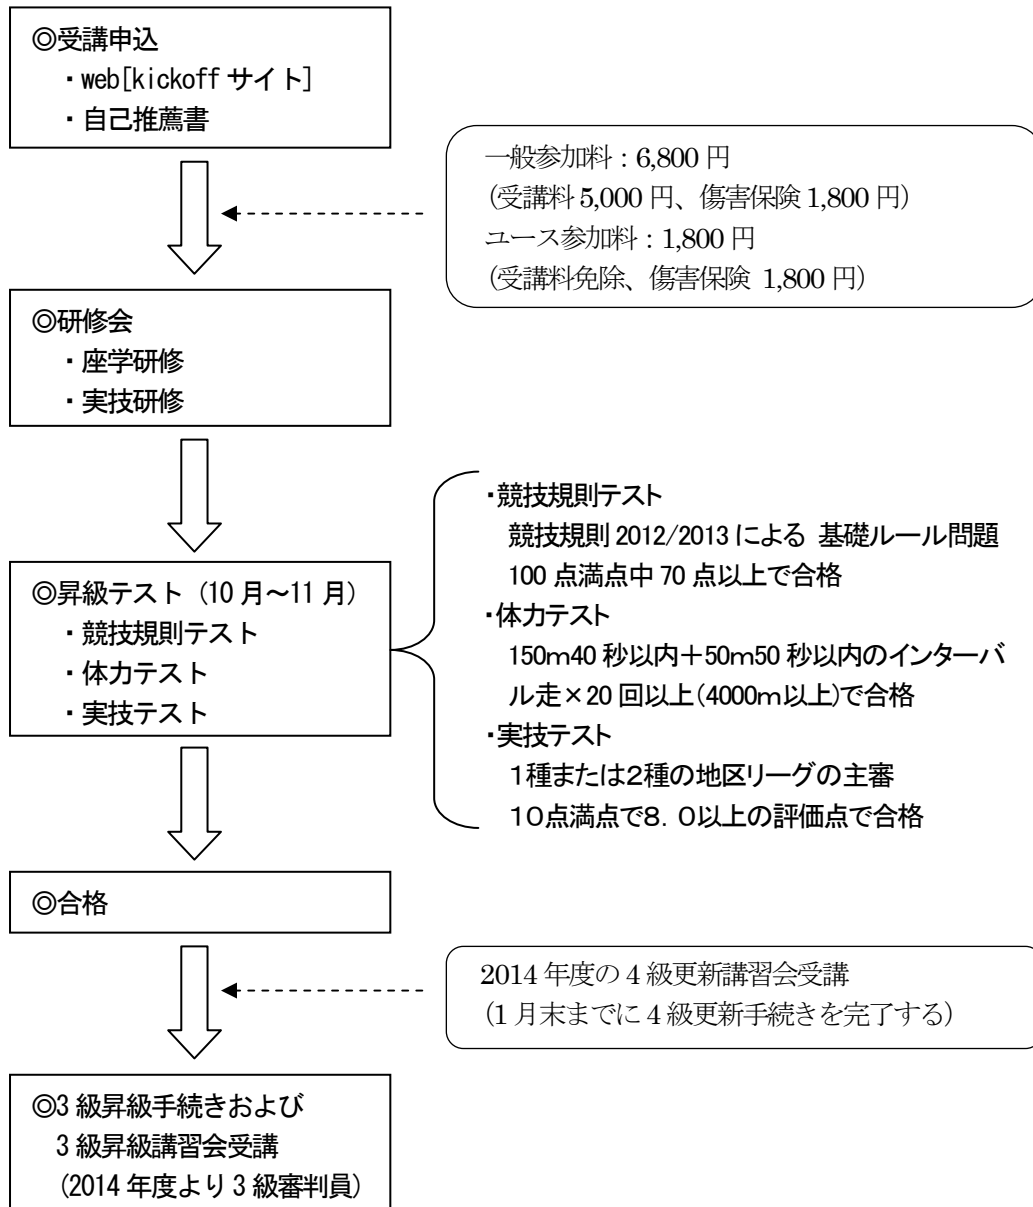 ◎受講申込
・web[kickoff サイト]
・自己推薦書
一般参加料：6,800 円
(受講料 5,000 円、傷害保険 1,800 円)
ユース参加料：1,800 円
(受講料免除、傷害保険 1,800 円)
◎研修会
・座学研修
・実技研修
◎昇級テスト（10 月～11 月）
・競技規則テスト
・体力テスト
・実技テスト
・競技規則テスト
競技規則 2012/2013 による 基礎ルール問題
100 点満点中 70 点以上で合格
・体力テスト
150ｍ40 秒以内＋50ｍ50 秒以内のインターバ
ル走×20 回以上(4000ｍ以上)で合格
・実技テスト
１種または２種の地区リーグの主審
１０点満点で８．０以上の評価点で合格
◎合格
2014 年度の 4 級更新講習会受講
(1 月末までに 4 級更新手続きを完了する)
◎3 級昇級手続きおよび
3 級昇級講習会受講
(2014 年度より 3 級審判員)